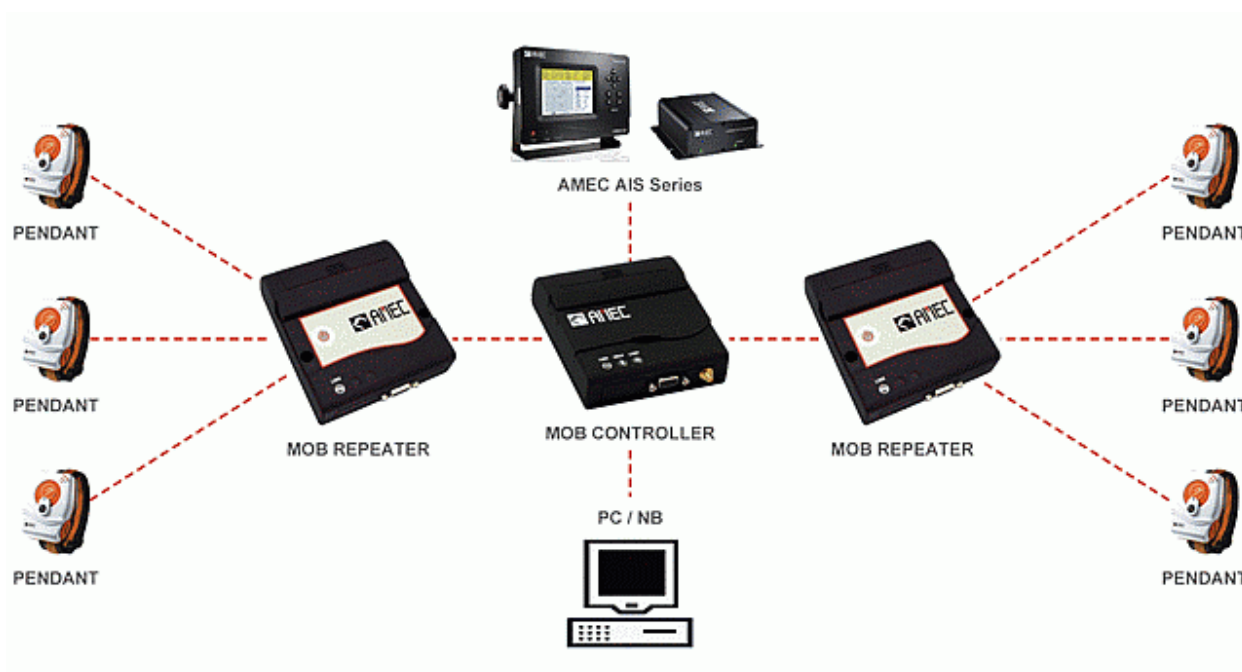 AMEC AIS Series
PENDANT
PENDANT
AMEC
AMEC
AMEC
PENDANT
PENDANT
MOB REPEATER
MOB CONTROLLER
MOB REPEATER
PC / NB
PENDANT
PENDANT